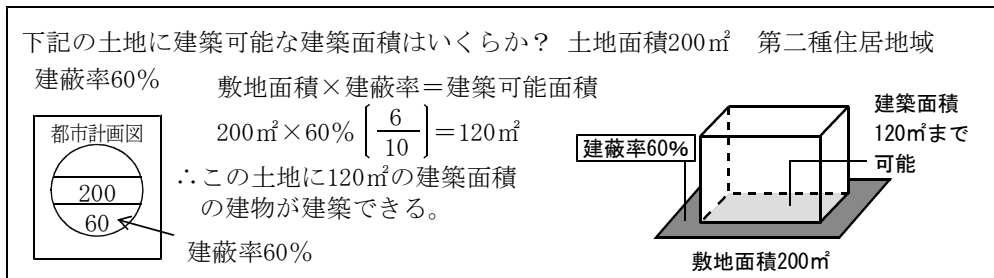 下記の土地に建築可能な建築面積はいくらか？ 土地面積200㎡ 第二種住居地域
建蔽率60%
敷地面積×建蔽率＝建築可能面積
200㎡×60%［6/10］＝120㎡
∴この土地に120㎡の建築面積
の建物が建築できる。
都市計画図
200
60
建蔽率60%
建蔽率60%
建築面積
120㎡まで
可能
敷地面積200㎡